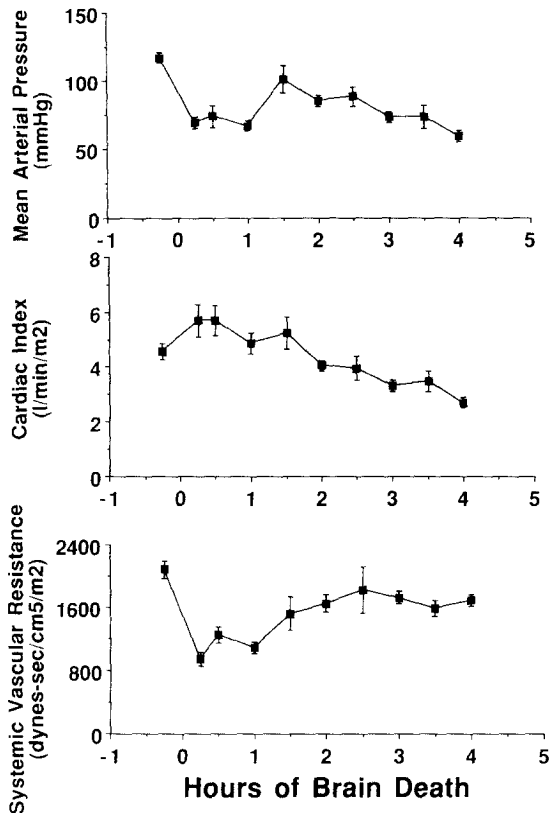 Mean Arterial Pressure
(mmHg)
150
100
50
0
-1 0 1 2 3 4 5
Cardiac Index
(l/min/m2)
8
6
4
2
0
-1 0 1 2 3 4 5
Systemic Vascular Resistance
(dynes-sec/cm5/m2)
2400
1600
800
0
-1 0 1 2 3 4 5
Hours of Brain Death